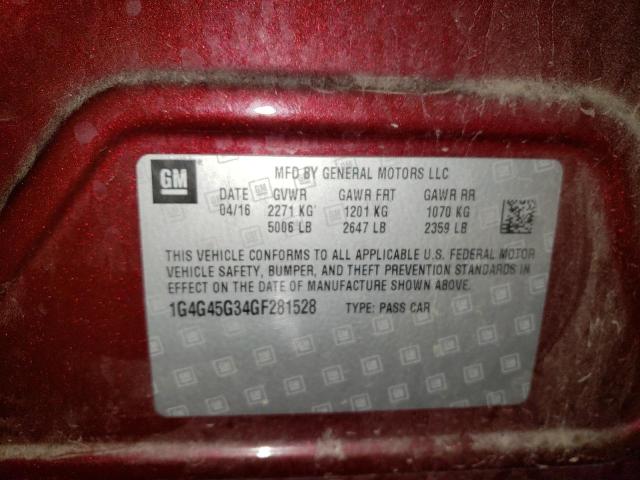 GM
MFD BY GENERAL MOTORS LLC
DATE GVWR GAWR FRT GAWR RR
04/16 2271 KG 1201 KG 1070 KG
5006 LB 2647 LB 2359 LB
THIS VEHICLE CONFORMS TO ALL APPLICABLE U.S. FEDERAL MOTOR
VEHICLE SAFETY, BUMPER, AND THEFT PREVENTION STANDARDS IN
EFFECT ON THE DATE OF MANUFACTURE SHOWN ABOVE.
1G4G45G34GF281528 TYPE: PASS CAR